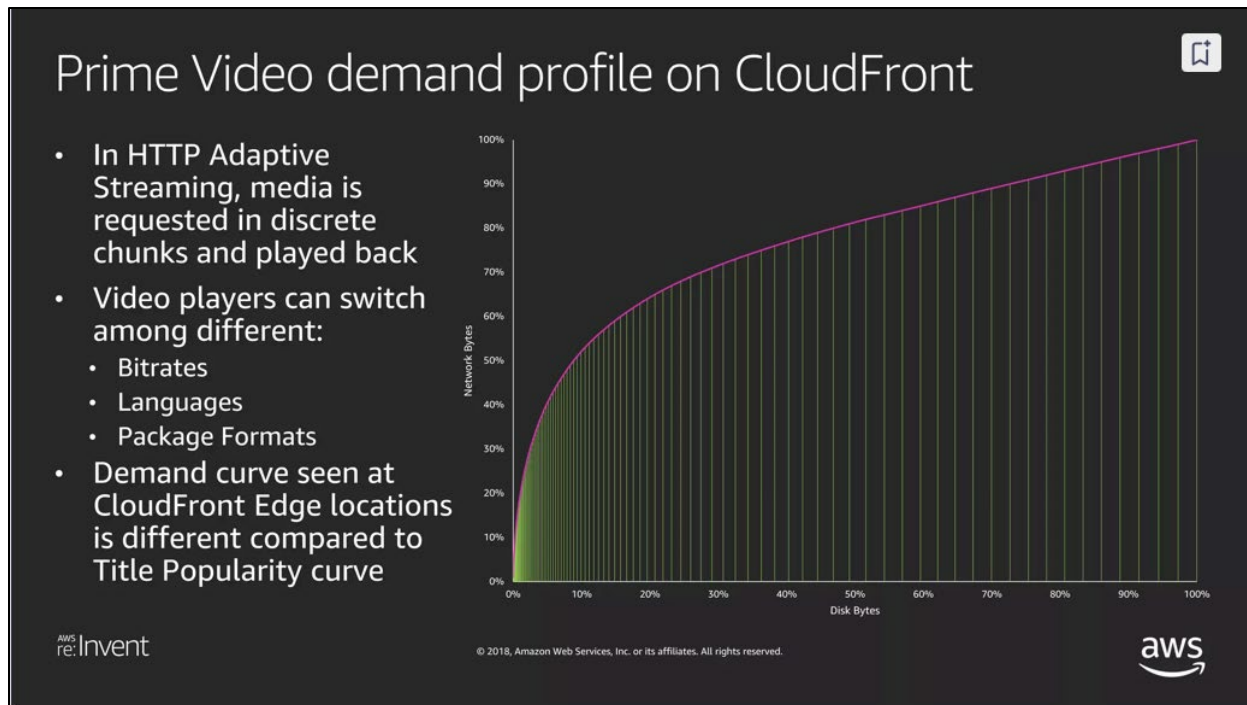 Prime Video demand profile on CloudFront
• In HTTP Adaptive
Streaming, media is
requested in discrete
chunks and played back
• Video players can switch
among different:
• Bitrates
• Languages
• Package Formats
• Demand curve seen at
CloudFront Edge locations
is different compared to
Title Popularity curve
100%
90%
80%
70%
60%
50%
40%
30%
20%
10%
0%
Network Bytes
0% 10% 20% 30% 40% 50% 60% 70% 80% 90% 100%
Disk Bytes
AWS
re:Invent
© 2018, Amazon Web Services, Inc. or its affiliates. All rights reserved.
aws